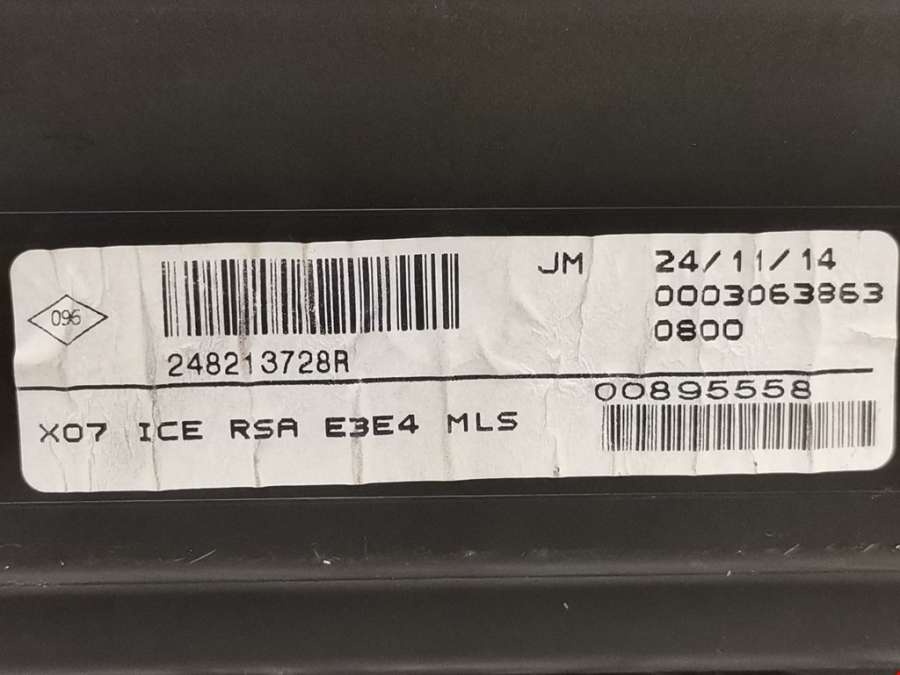 096
248213728R
JM
24/11/14
0003063863
0800
00895558
X07 ICE RSA E3E4 MLS